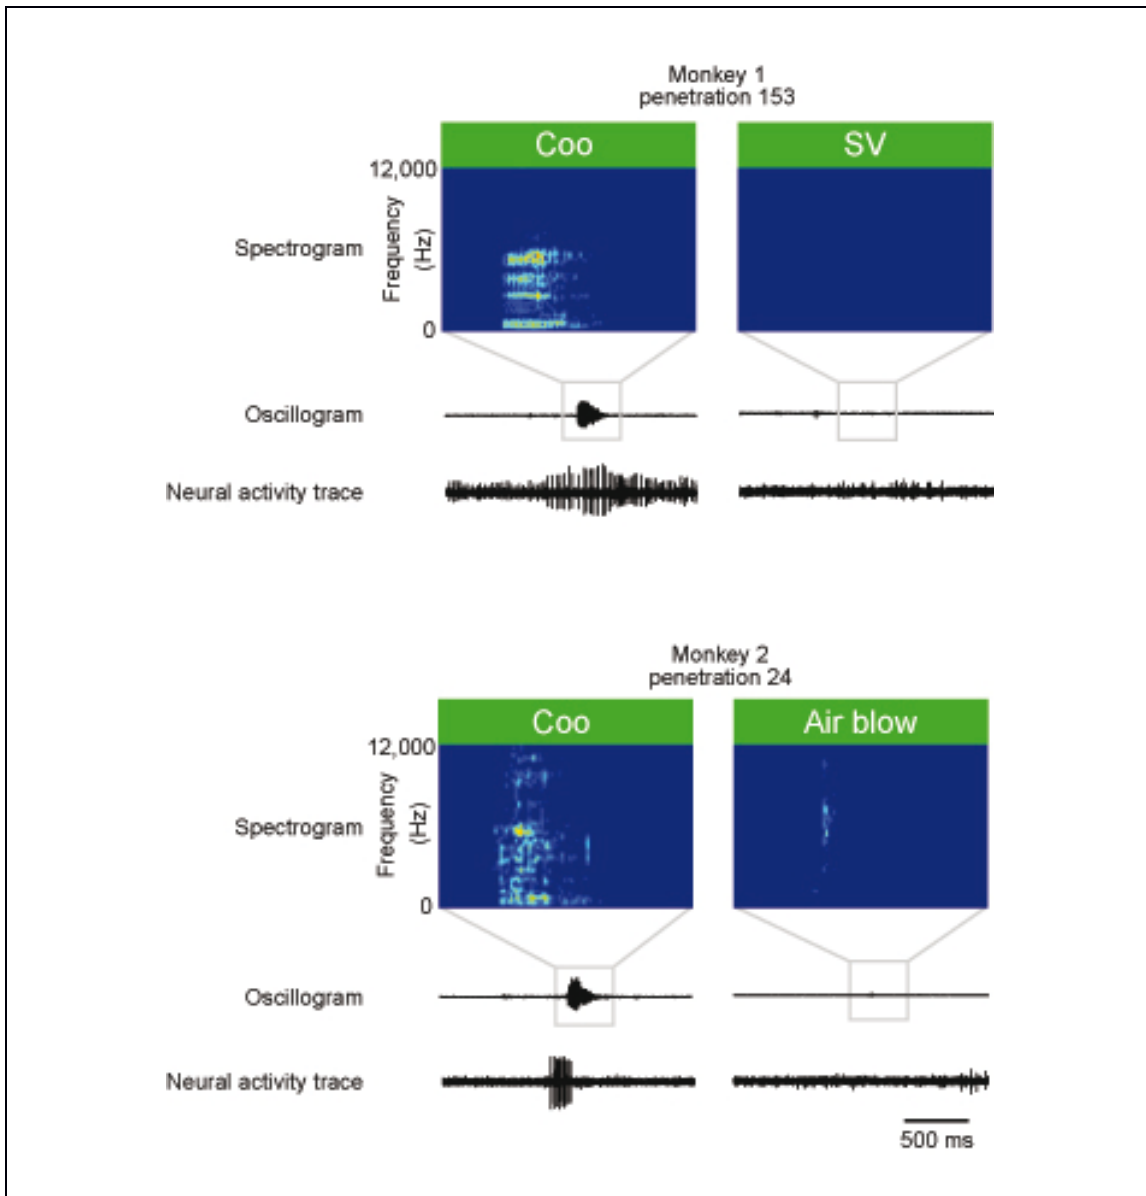 Monkey 1
penetration 153
Coo
SV
12,000
Frequency
(Hz)
Spectrogram
0
Oscillogram
Neural activity trace
Monkey 2
penetration 24
Coo
Air blow
12,000
Frequency
(Hz)
Spectrogram
0
Oscillogram
Neural activity trace
500 ms